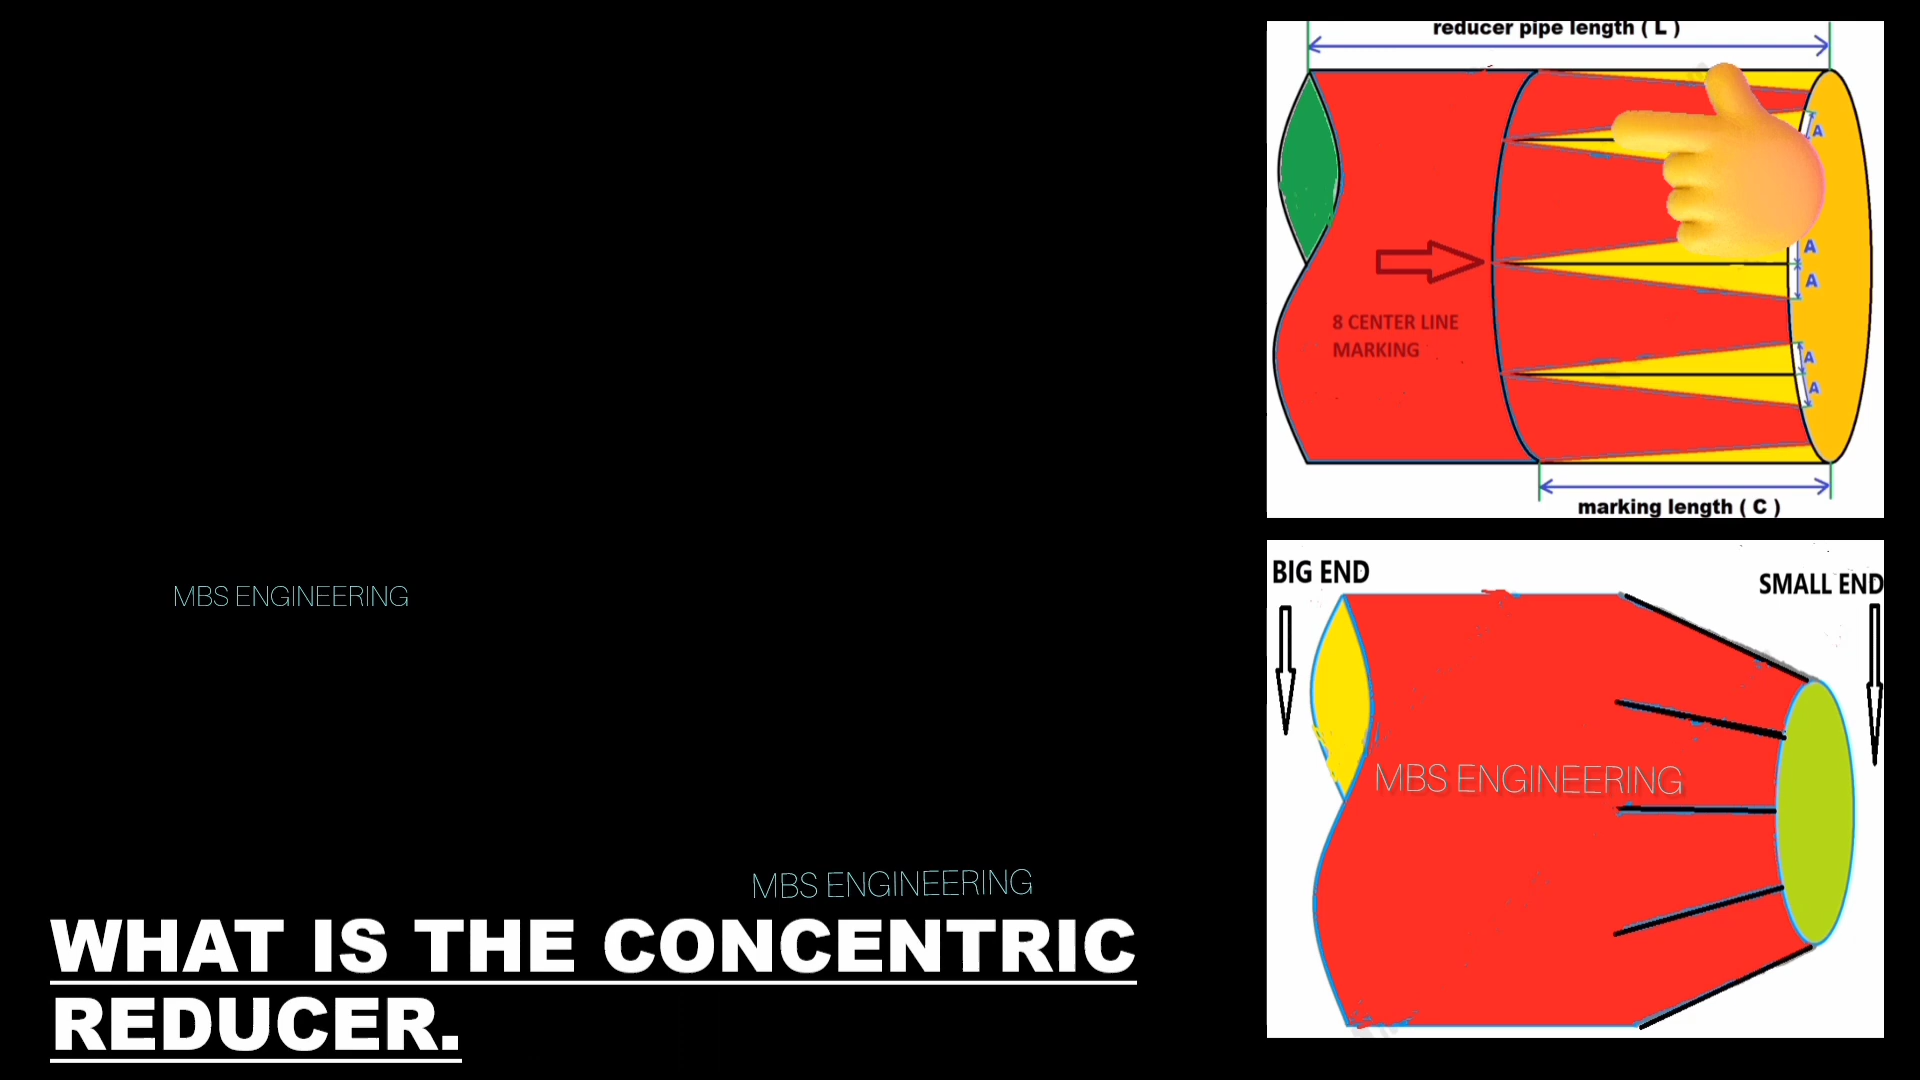 reducer pipe length ( L )
A
A
A
8 CENTER LINE
MARKING
A
A
marking length ( C )
BIG END
SMALL END
MBS ENGINEERING
MBS ENGINEERING
MBS ENGINEERING
WHAT IS THE CONCENTRIC
REDUCER.